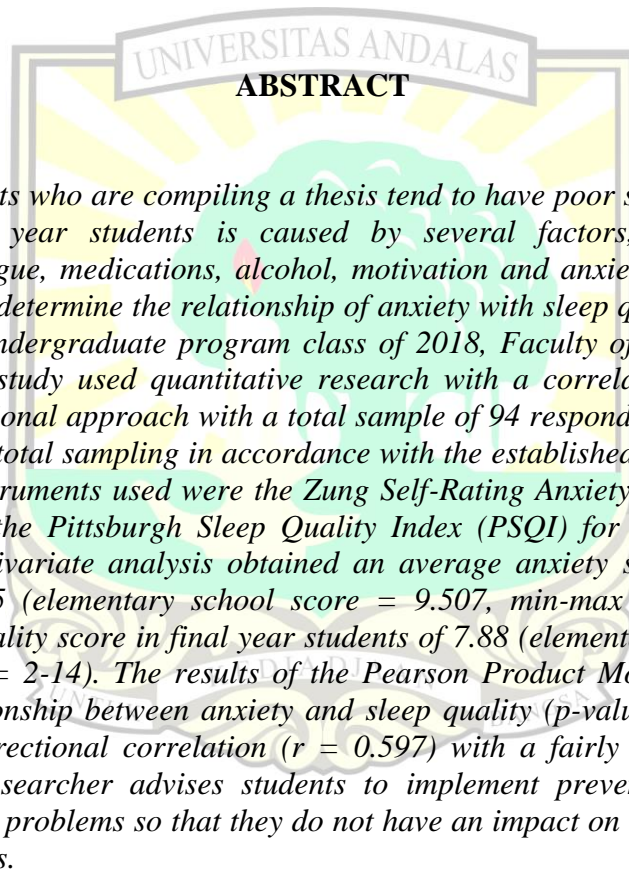 UNIVERSITAS ANDALAS
ABSTRACT
ts who are compiling a thesis tend to have poor s
year students is caused by several factors,
gue, medications, alcohol, motivation and anxie
determine the relationship of anxiety with sleep q
ndergraduate program class of 2018, Faculty of
study used quantitative research with a correla
ional approach with a total sample of 94 respond
total sampling in accordance with the established
truments used were the Zung Self-Rating Anxiety
the Pittsburgh Sleep Quality Index (PSQI) for
ivariate analysis obtained an average anxiety s
5 (elementary school score = 9.507, min-max
ality score in final year students of 7.88 (element
= 2-14). The results of the Pearson Product Mo
onship between anxiety and sleep quality (p-valu
rectional correlation (r = 0.597) with a fairly
searcher advises students to implement preve
problems so that they do not have an impact on
s.